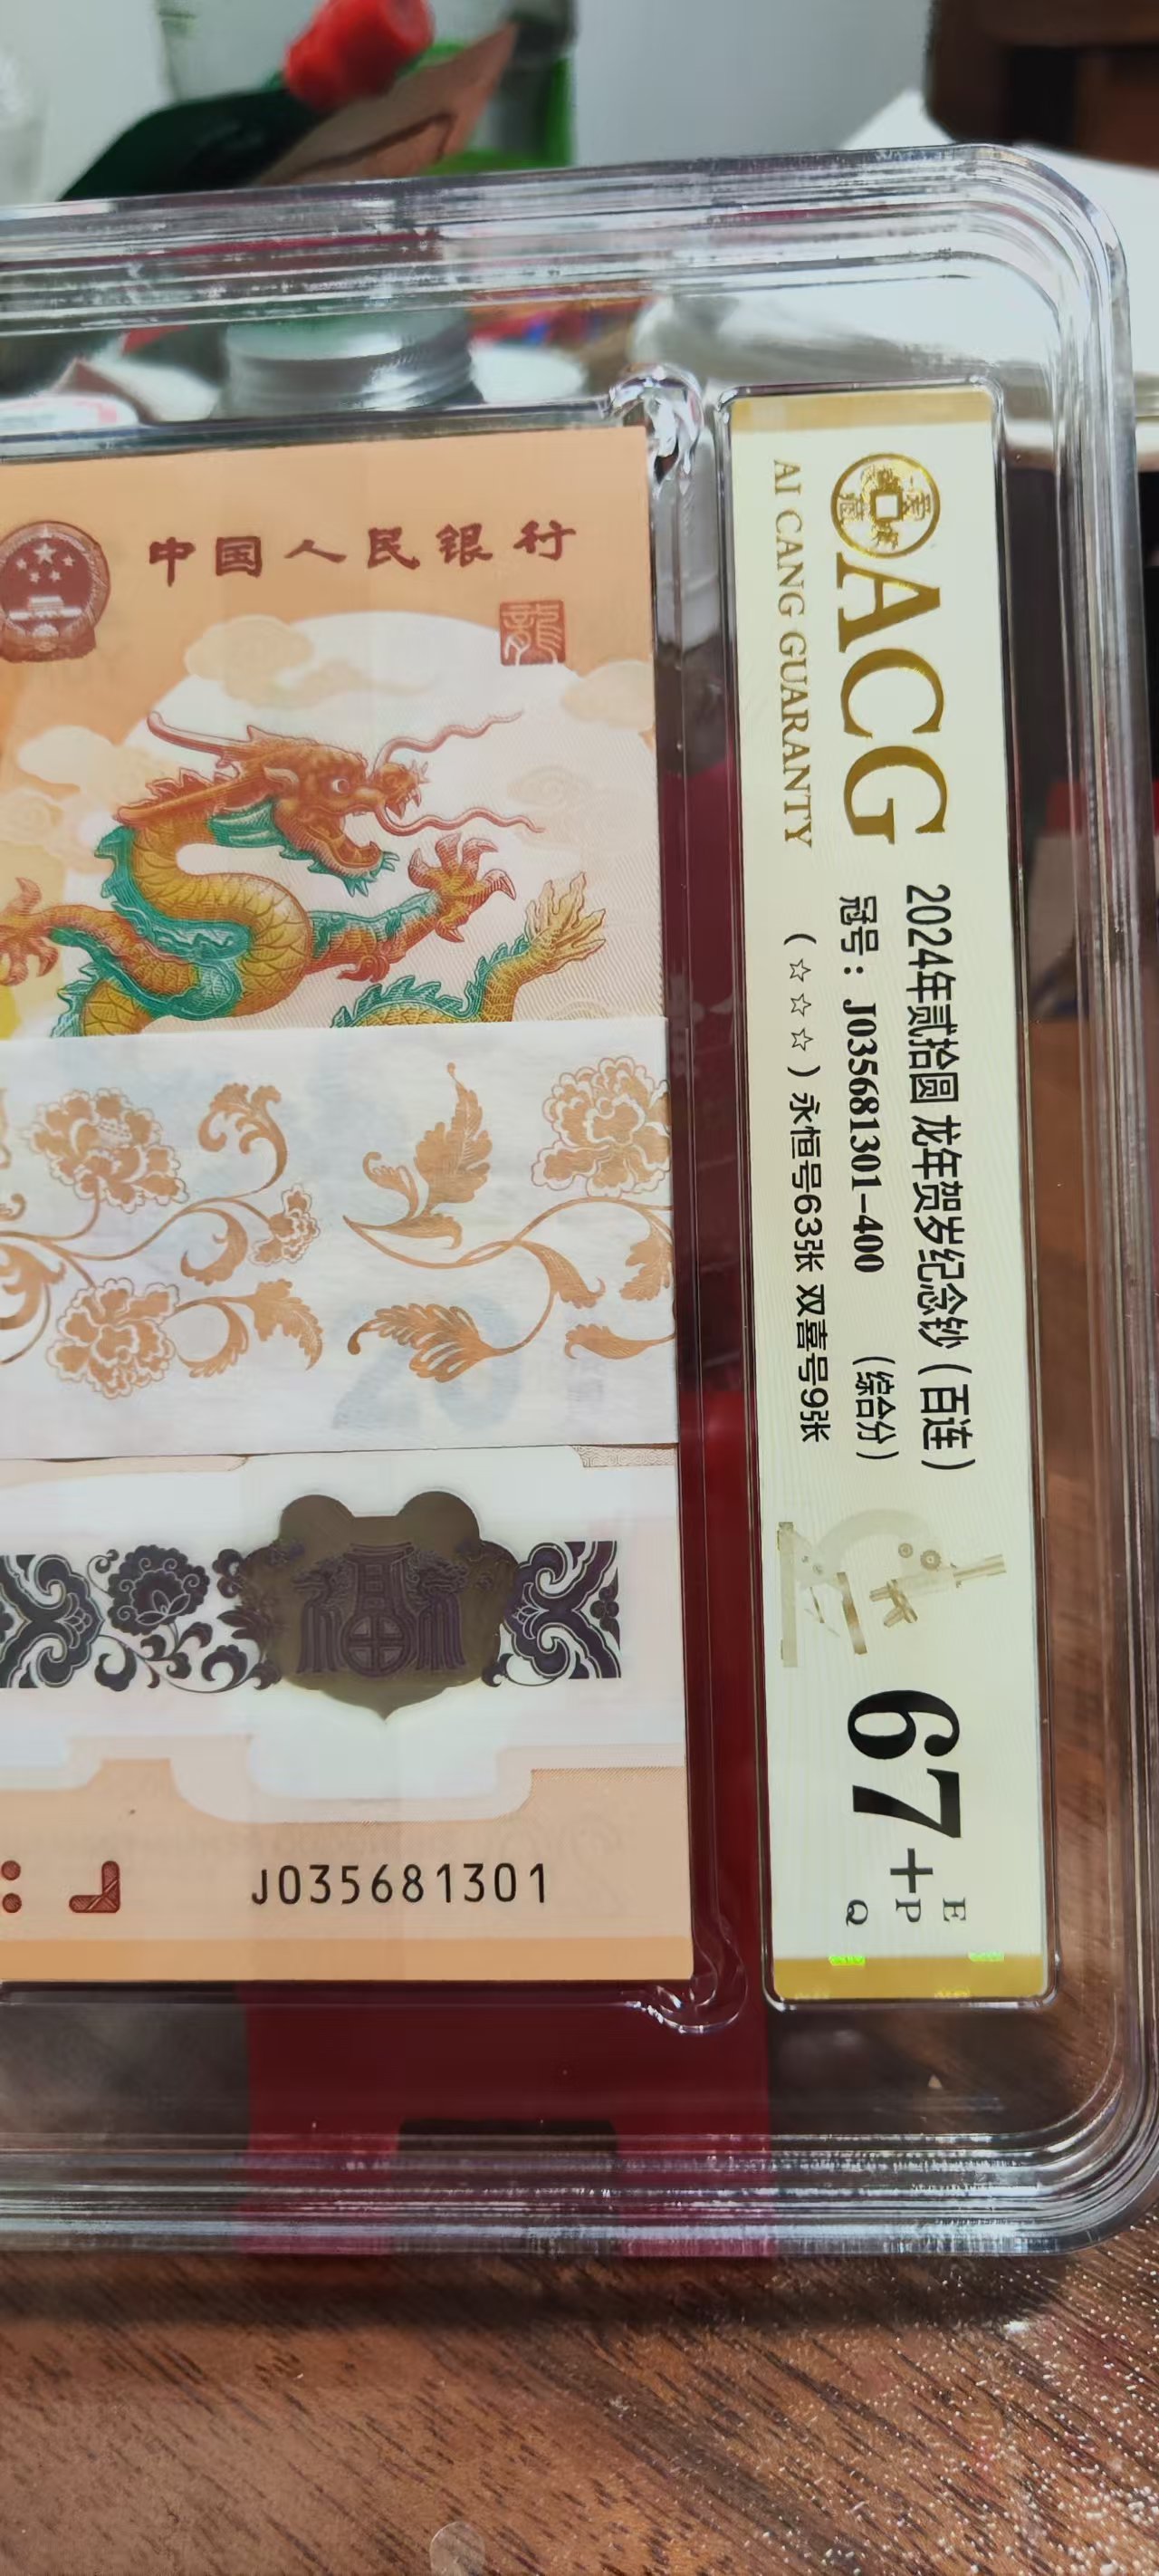 中国人民银行
龍
福
J035681301
ACG
AI CANG GUARANTY
2024年贰拾圆 龙年贺岁纪念钞（百连）
冠号：J035681301-400 （综合分）
（☆☆☆）永恒号63张 双喜号9张
67+
E
P
Q